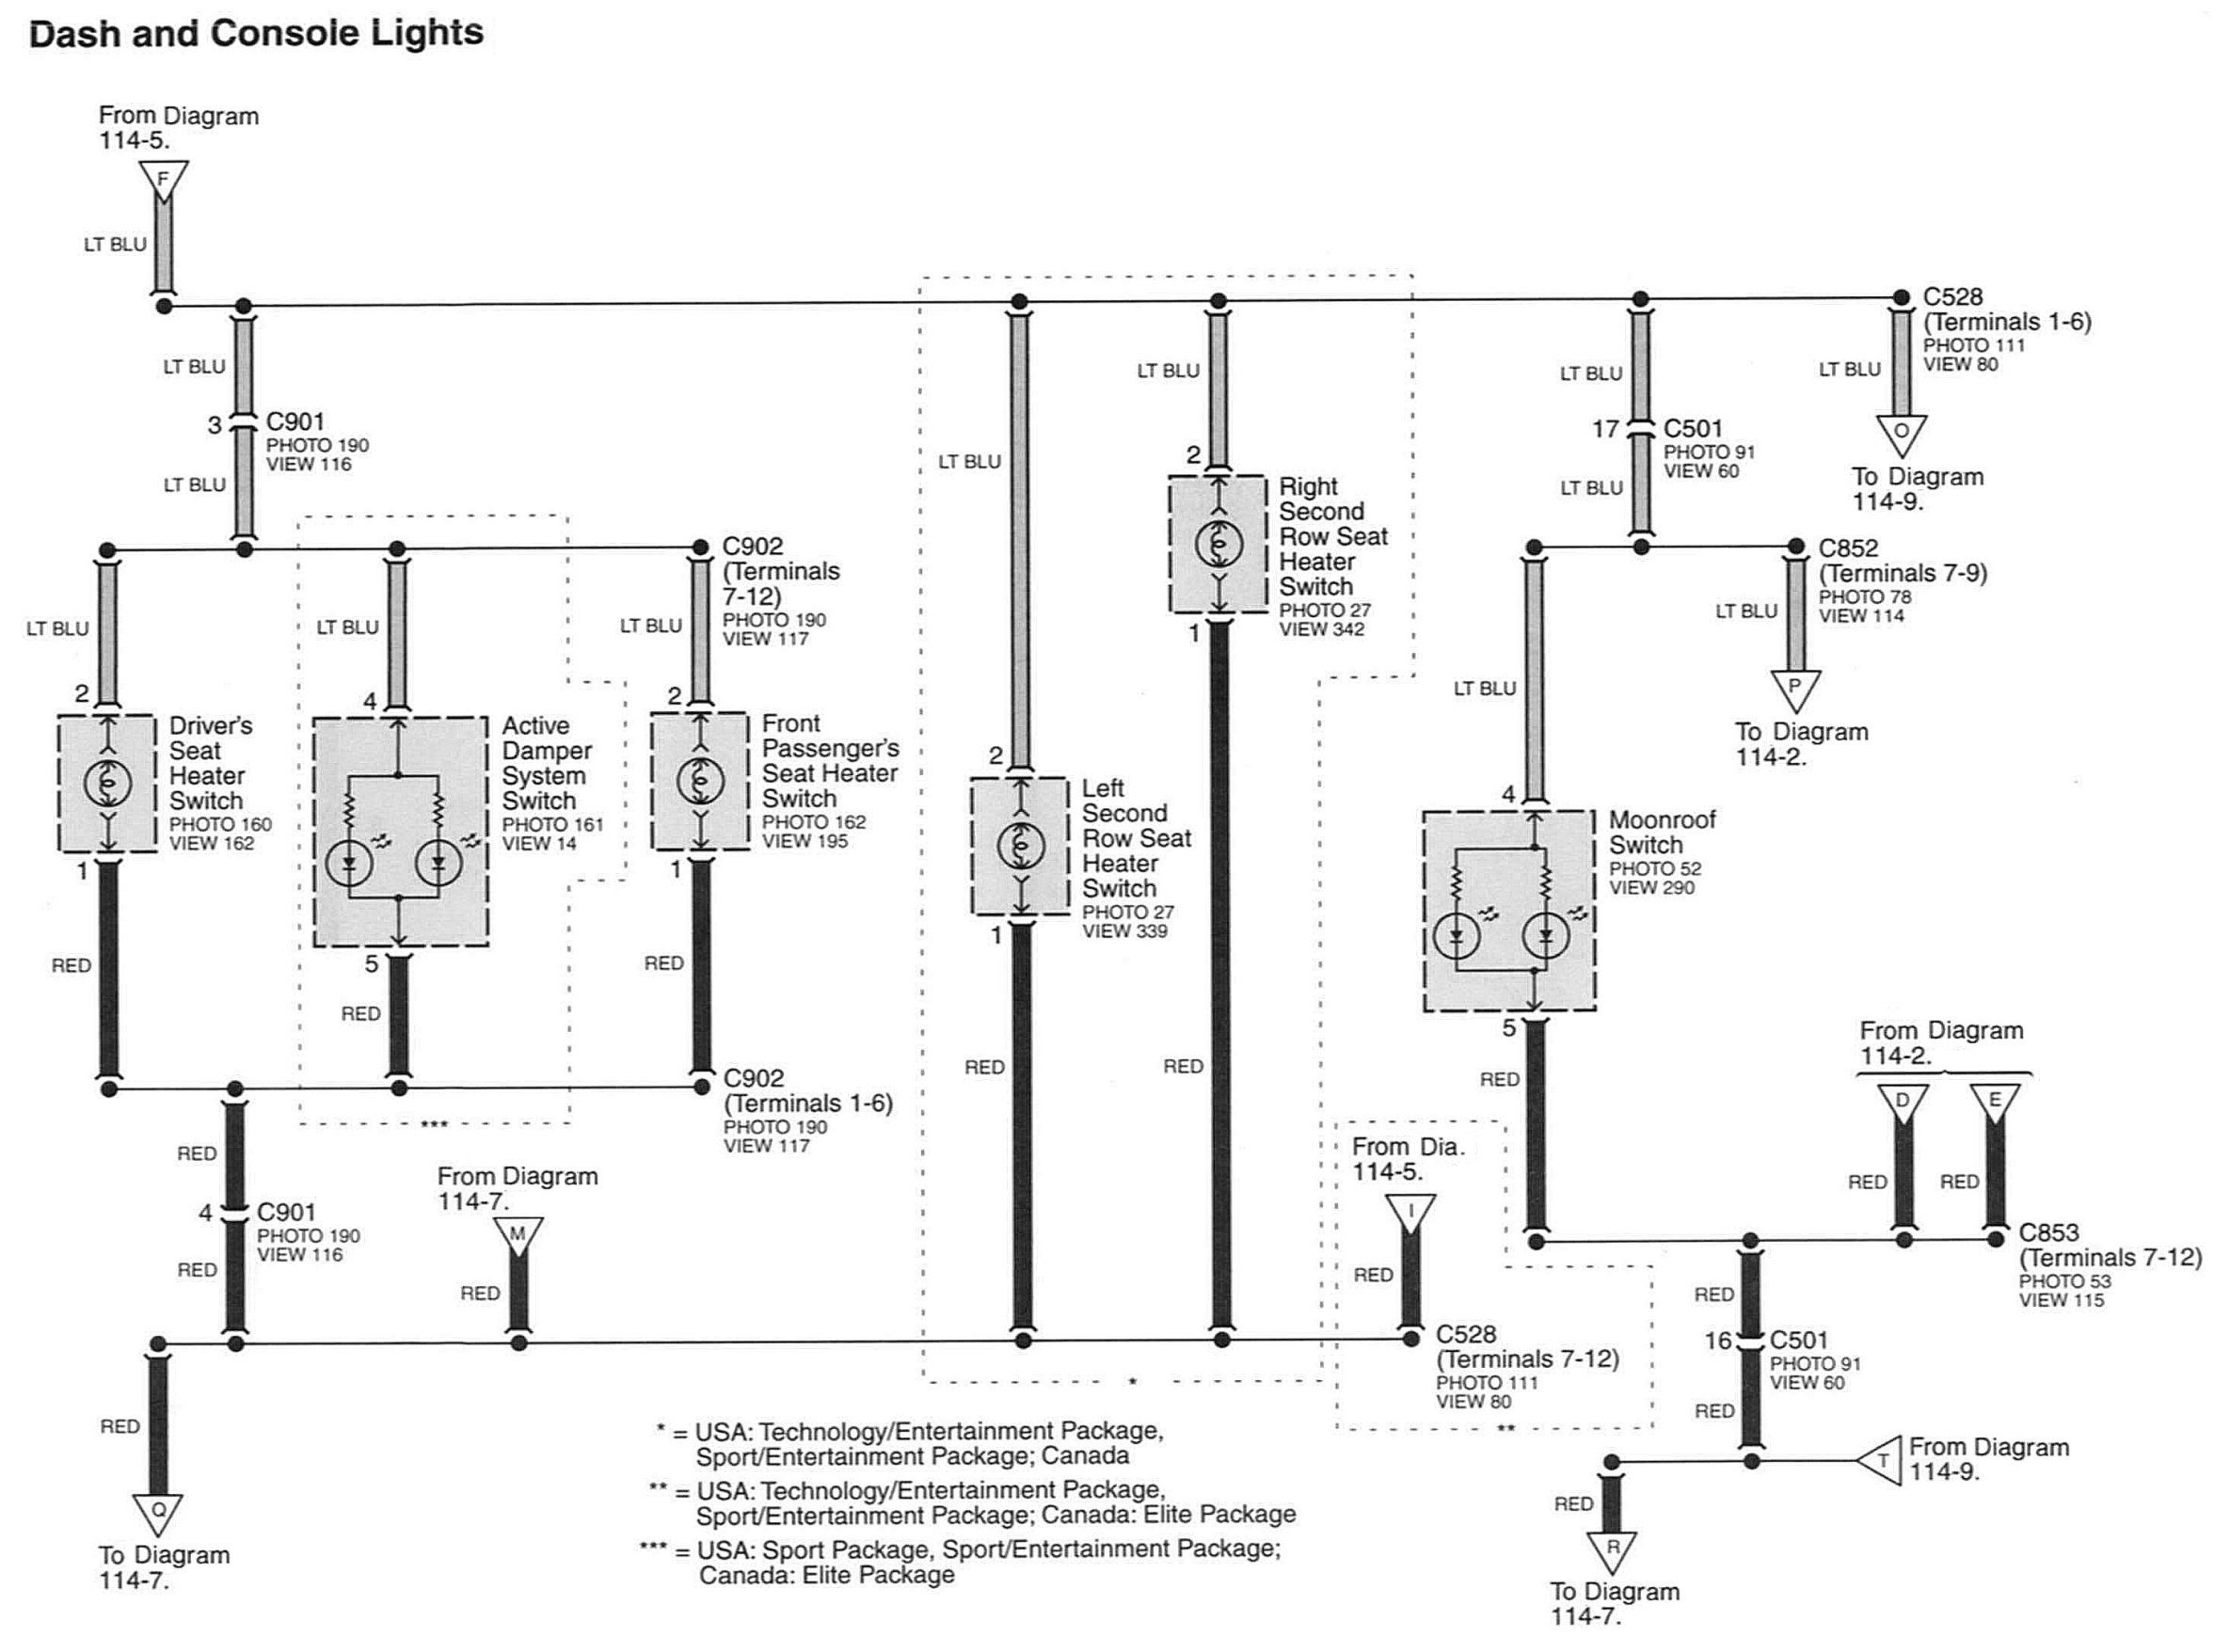 Dash and Console Lights
From Diagram
114-5.
F
LT BLU
C528
(Terminals 1-6)
PHOTO 111
VIEW 80
LT BLU
LT BLU
LT BLU
LT BLU
3
C901
PHOTO 190
VIEW 116
LT BLU
LT BLU
17
C501
PHOTO 91
VIEW 60
LT BLU
O
To Diagram
114-9.
2
Right
Second
Row Seat
Heater
Switch
PHOTO 27
VIEW 342
1
C902
(Terminals
7-12)
PHOTO 190
VIEW 117
C852
(Terminals 7-9)
PHOTO 78
VIEW 114
LT BLU
LT BLU
LT BLU
LT BLU
LT BLU
P
To Diagram
114-2.
2
Driver's
Seat
Heater
Switch
PHOTO 160
VIEW 162
1
4
Active
Damper
System
Switch
PHOTO 161
VIEW 14
5
2
Front
Passenger's
Seat Heater
Switch
PHOTO 162
VIEW 195
1
2
Left
Second
Row Seat
Heater
Switch
PHOTO 27
VIEW 339
1
4
Moonroof
Switch
PHOTO 52
VIEW 290
5
RED
RED
RED
RED
RED
RED
From Diagram
114-2.
D
E
RED
RED
C902
(Terminals 1-6)
PHOTO 190
VIEW 117
***
RED
4
C901
PHOTO 190
VIEW 116
RED
From Diagram
114-7.
M
RED
From Dia.
114-5.
I
RED
C853
(Terminals 7-12)
PHOTO 53
VIEW 115
RED
16
C501
PHOTO 91
VIEW 60
RED
C528
(Terminals 7-12)
PHOTO 111
VIEW 80
*
**
RED
Q
To Diagram
114-7.
T
From Diagram
114-9.
RED
R
To Diagram
114-7.
* = USA: Technology/Entertainment Package,
Sport/Entertainment Package; Canada
** = USA: Technology/Entertainment Package,
Sport/Entertainment Package; Canada: Elite Package
*** = USA: Sport Package, Sport/Entertainment Package;
Canada: Elite Package